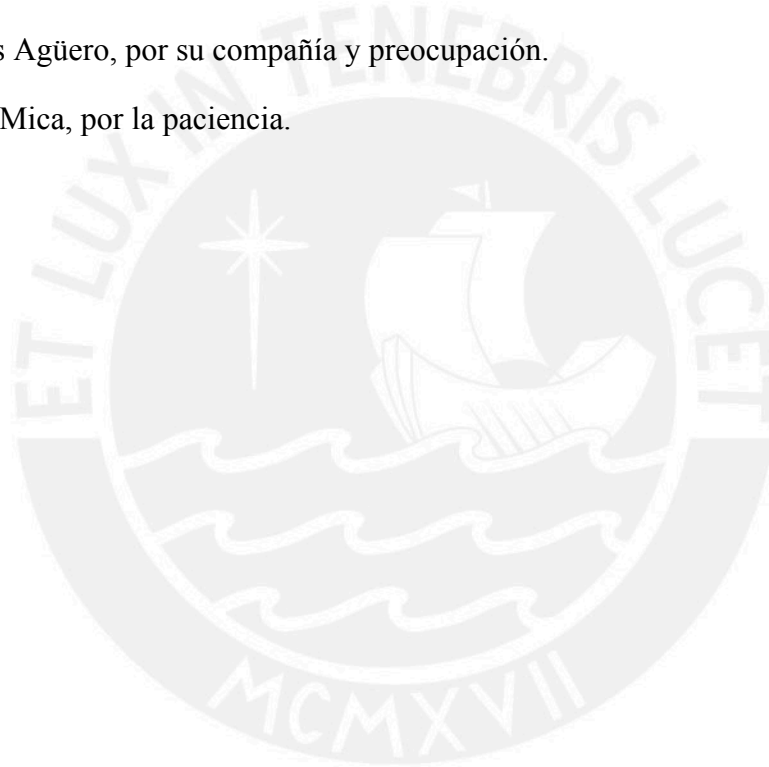 s Agüero, por su compañía y preocupación.
Mica, por la paciencia.
ET LUX IN TENEBRIS LUCET
MCMXVII